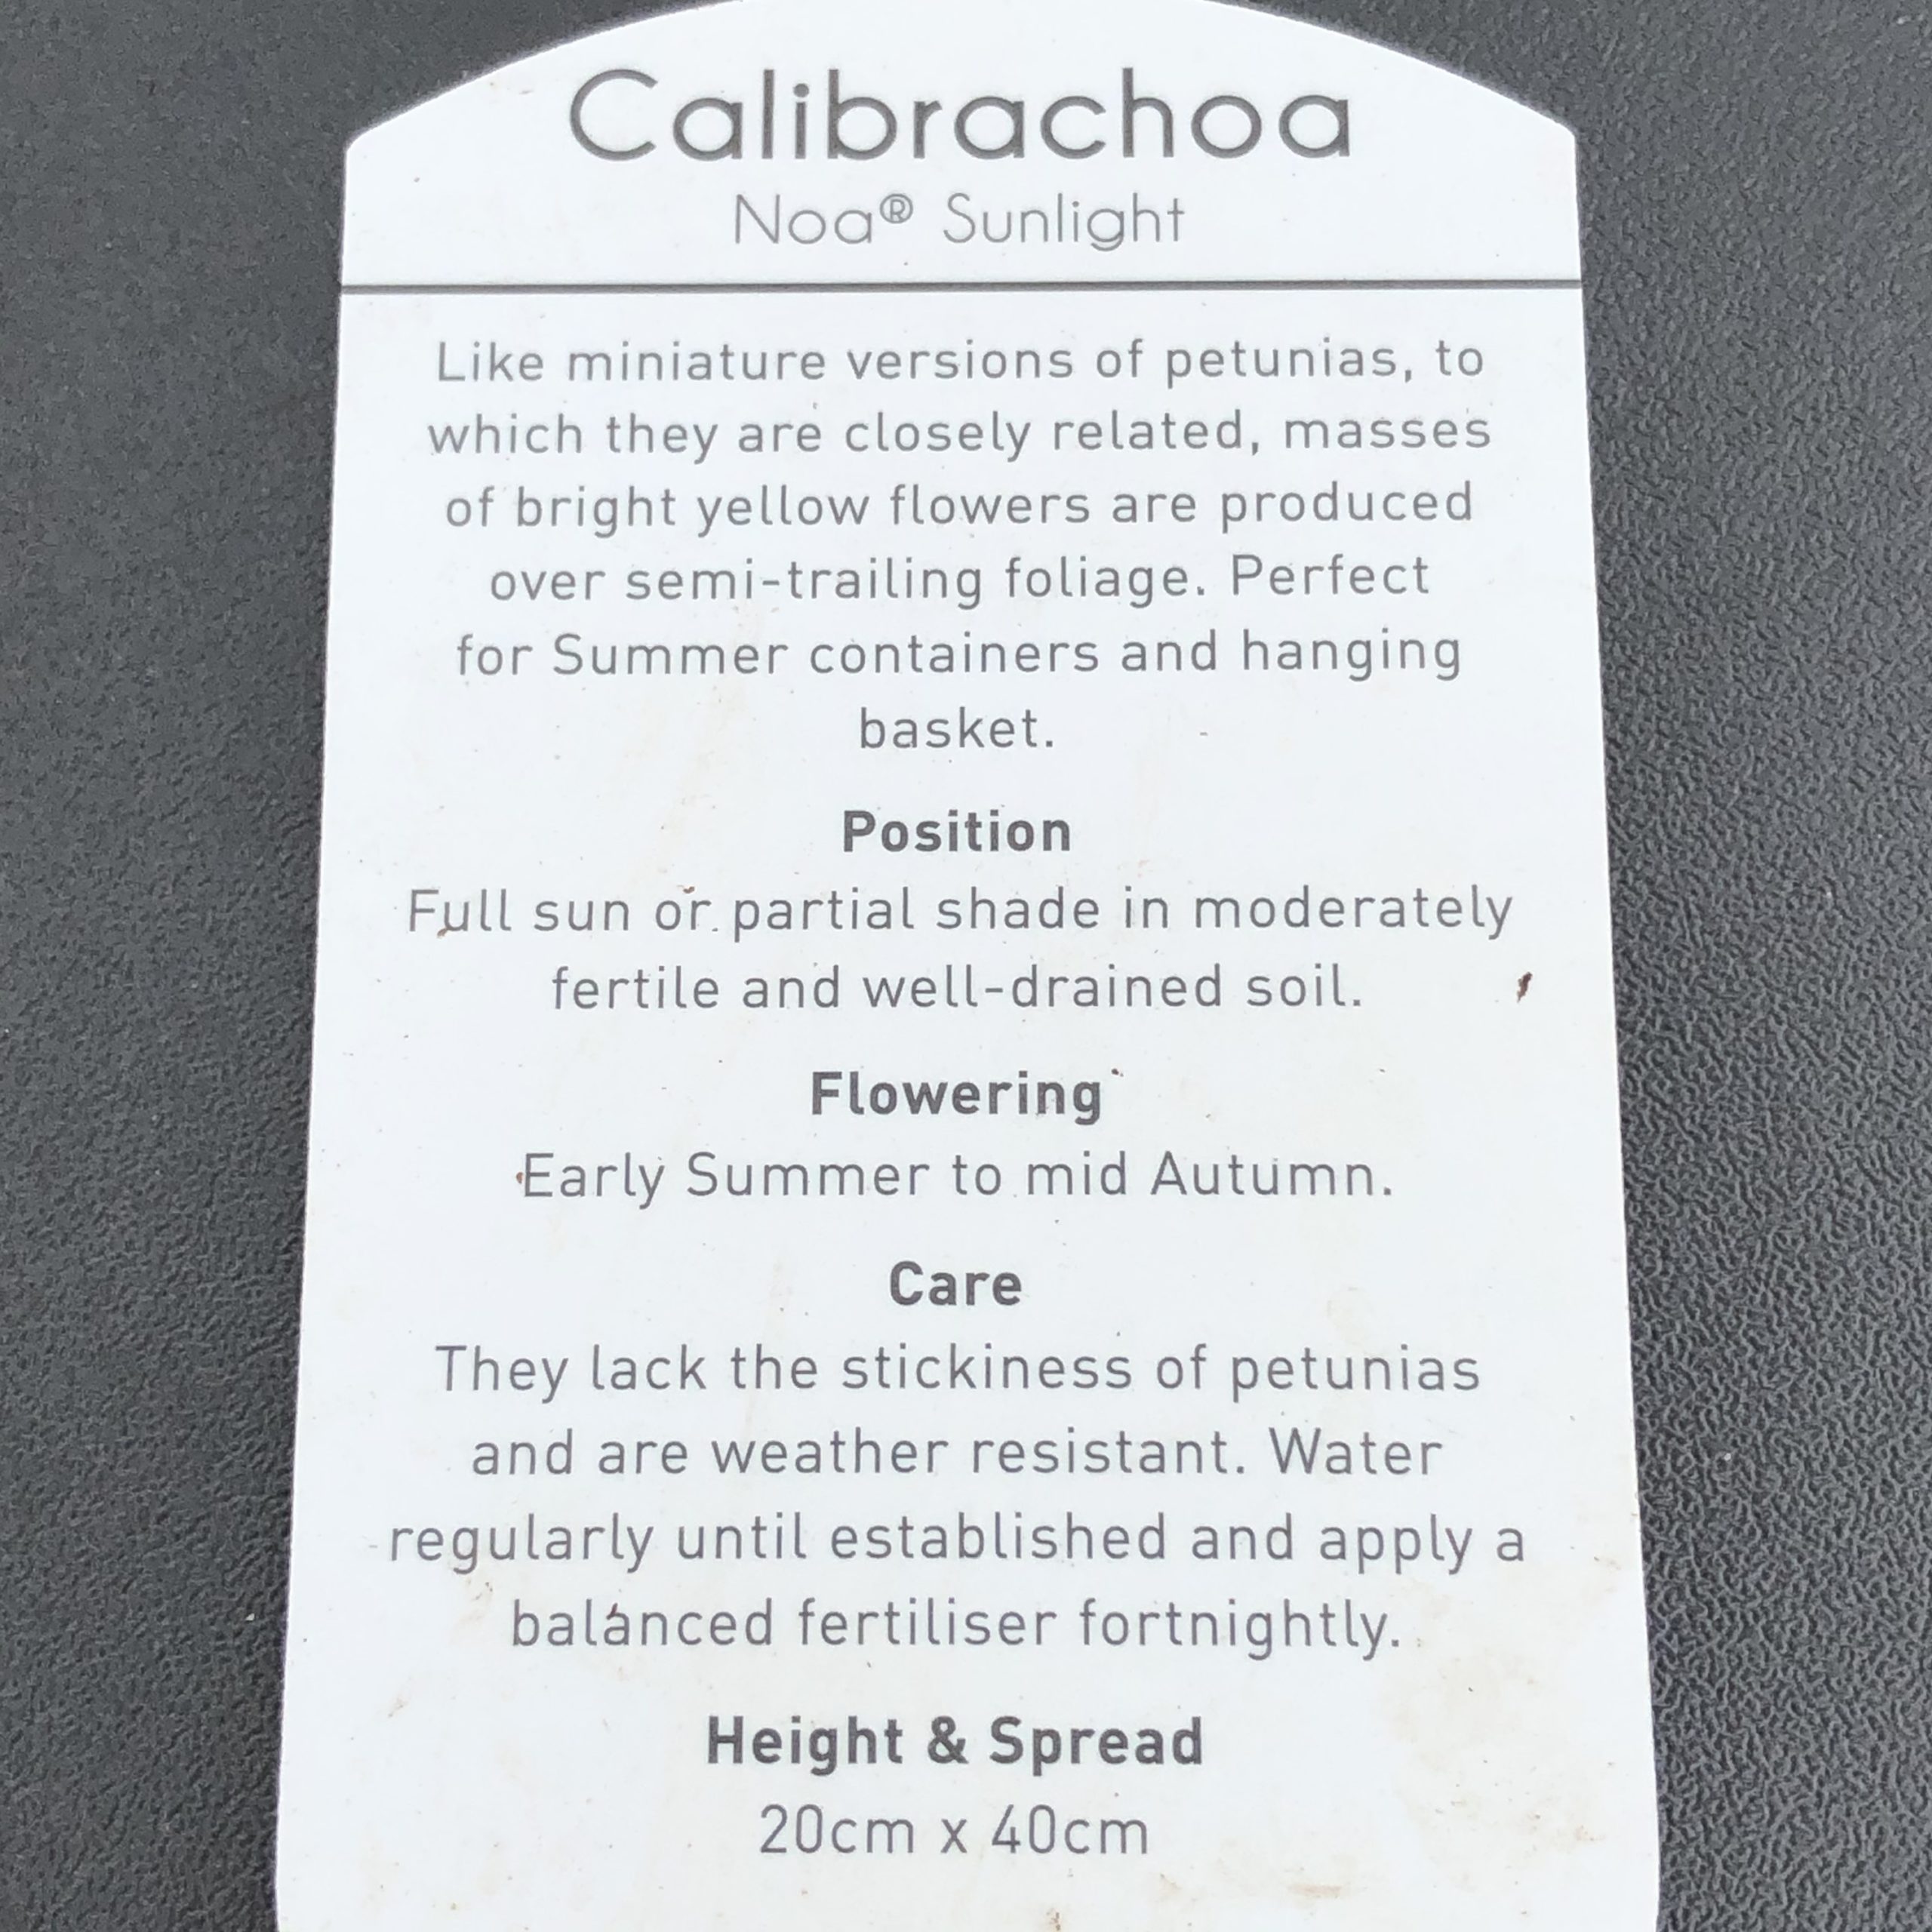 Calibrachoa
Noa® Sunlight
Like miniature versions of petunias, to
which they are closely related, masses
of bright yellow flowers are produced
over semi-trailing foliage. Perfect
for Summer containers and hanging
basket.
Position
Full sun or partial shade in moderately
fertile and well-drained soil.
Flowering
Early Summer to mid Autumn.
Care
They lack the stickiness of petunias
and are weather resistant. Water
regularly until established and apply a
balanced fertiliser fortnightly.
Height & Spread
20cm x 40cm